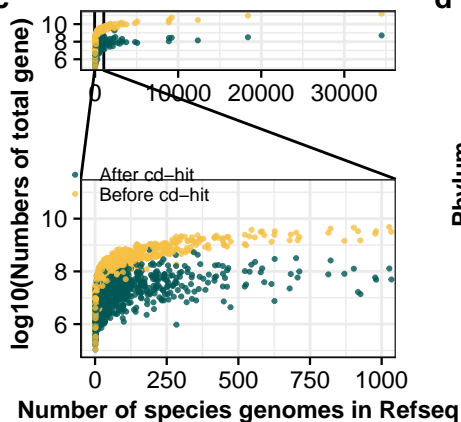 c
d
log10(Numbers of total gene)
10
8
6
0
10000
20000
30000
After cd−hit
Before cd−hit
10
8
6
0
250
500
750
1000
Number of species genomes in Refseq
Phylum